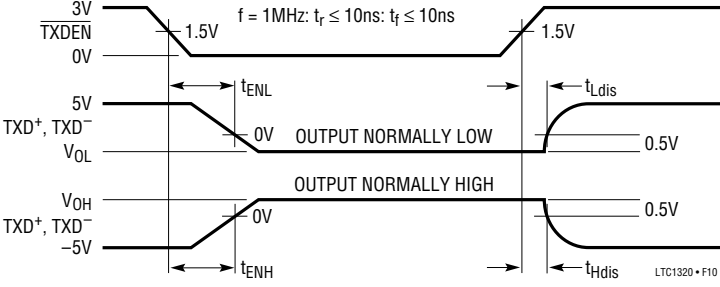 3V
f = 1MHz: tr ≤ 10ns: tf ≤ 10ns
TXDEN
1.5V
1.5V
0V
tENL
tLdis
5V
TXD+, TXD−
0V
OUTPUT NORMALLY LOW
0.5V
VOL
VOH
OUTPUT NORMALLY HIGH
TXD+, TXD−
0V
0.5V
−5V
tENH
tHdis
LTC1320 • F10